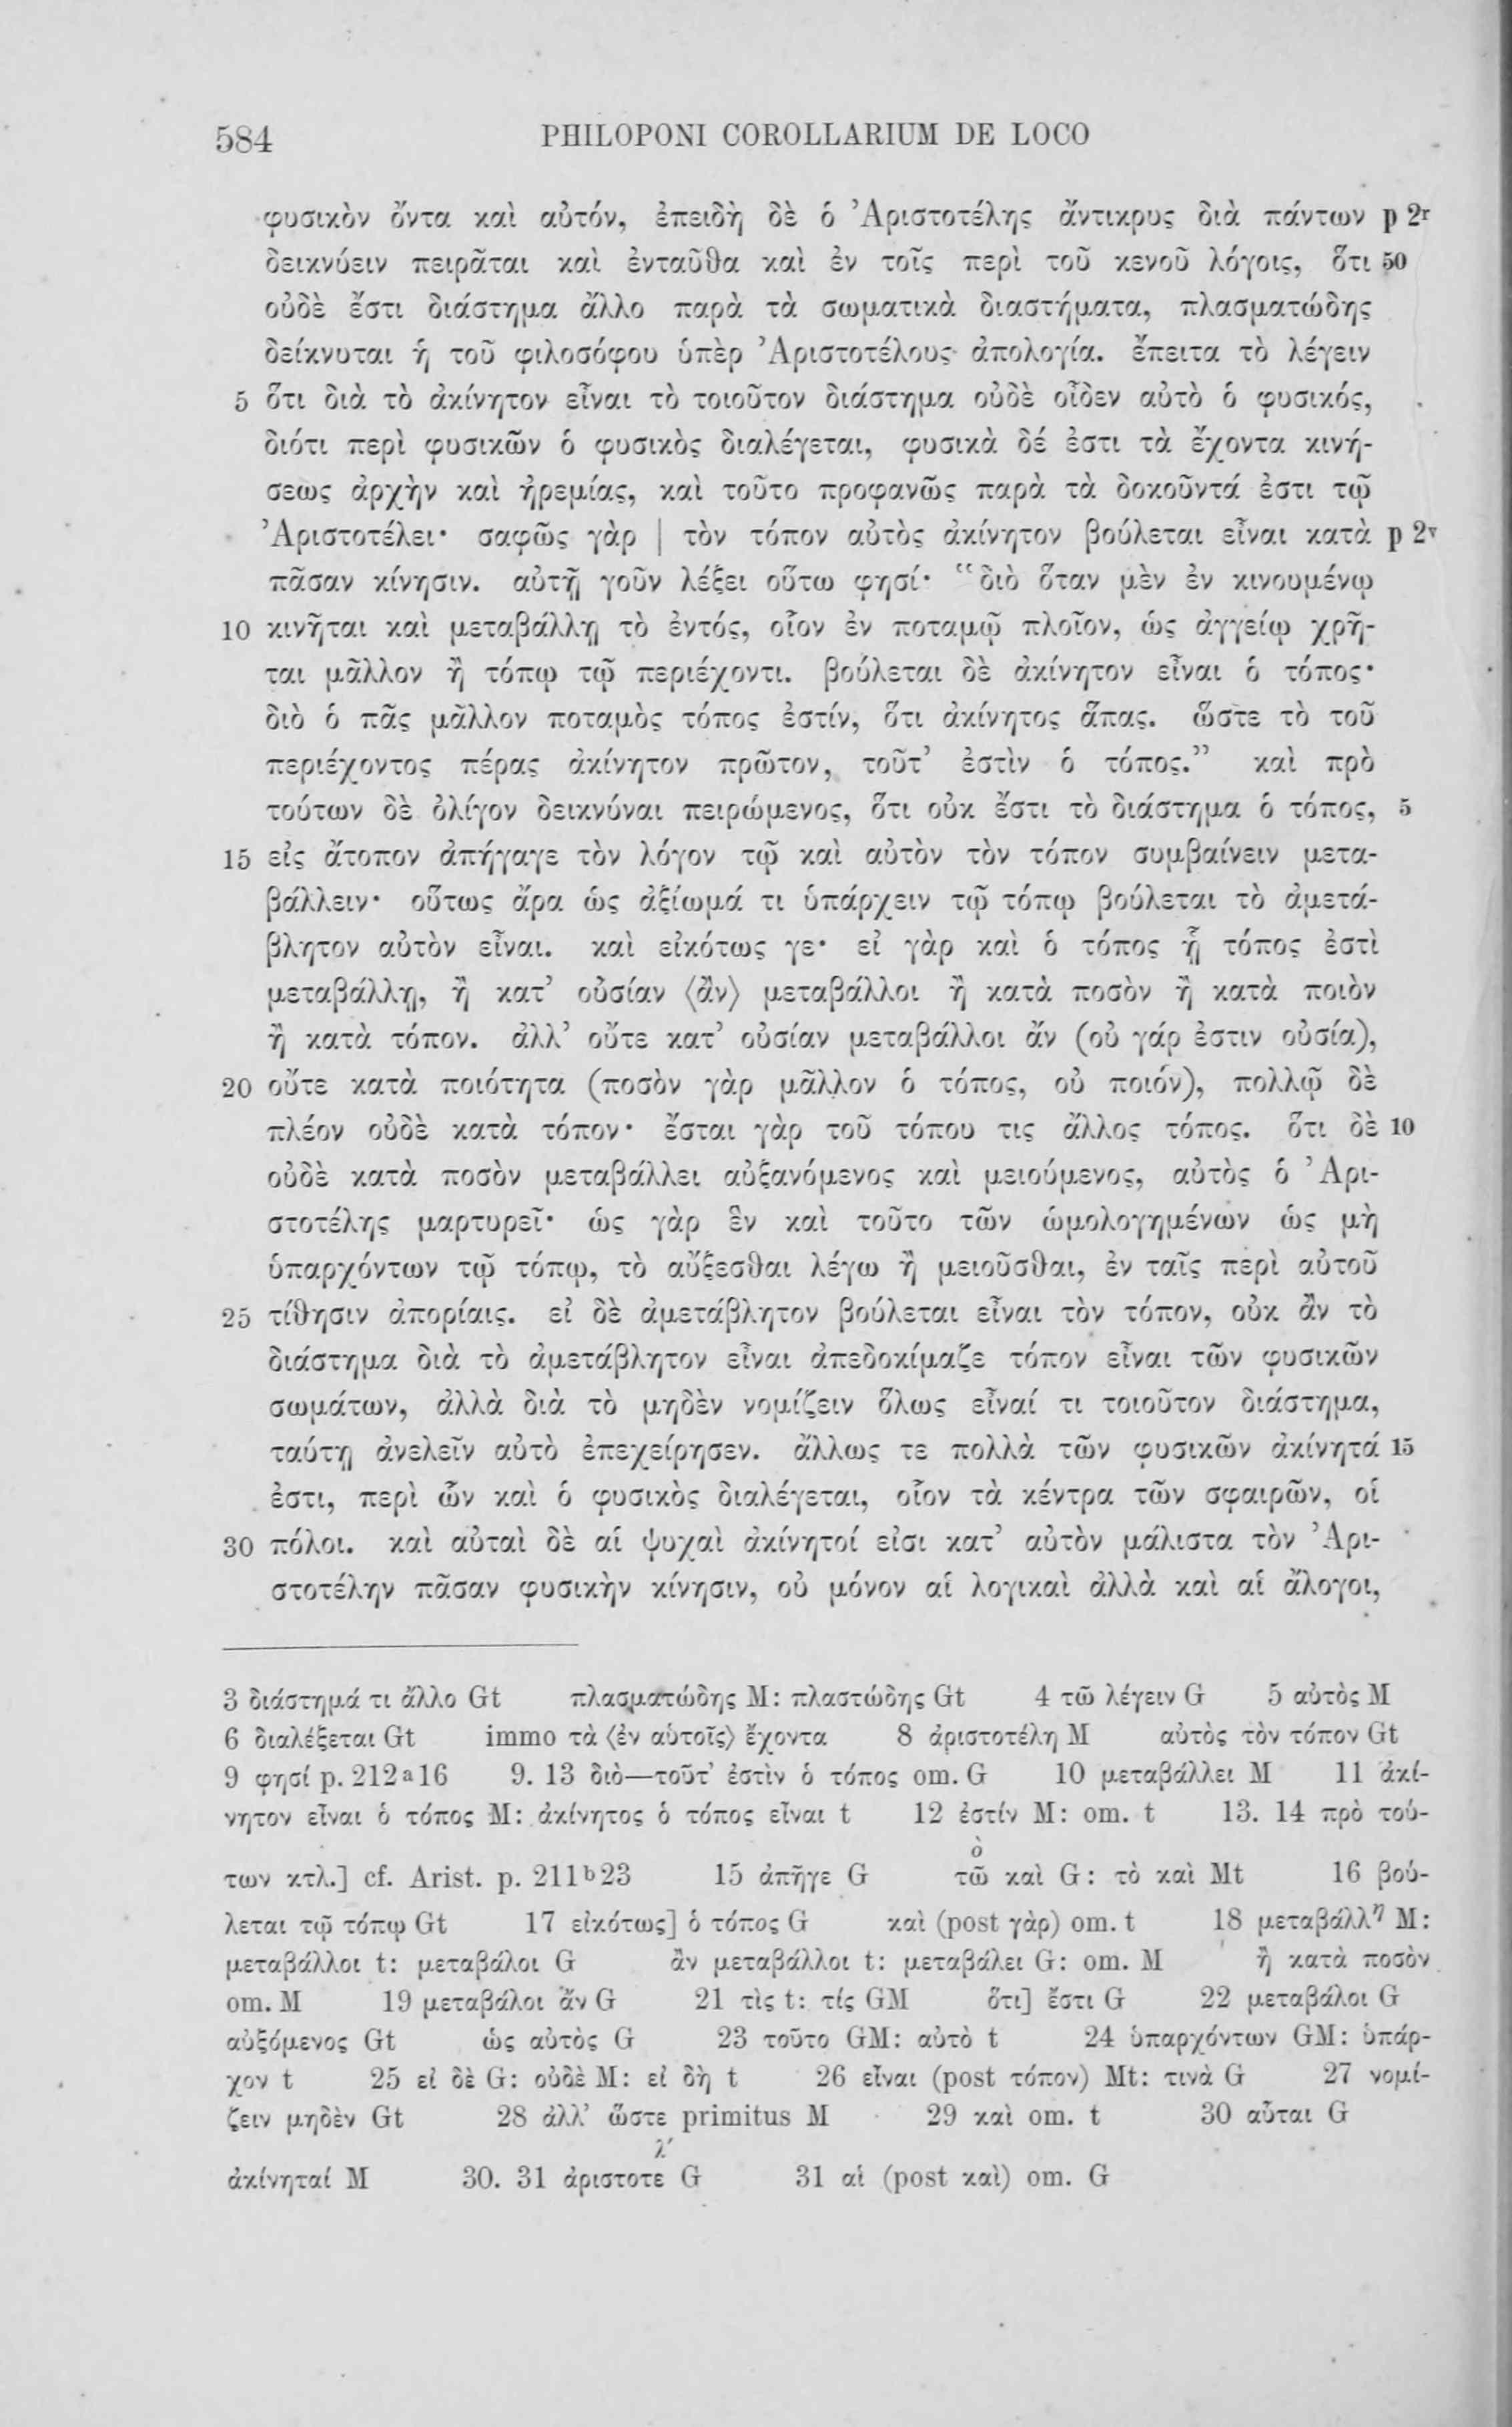 584 PHILOPONI COROLLARIUM DE LOCO
φυσικὸν ὄντα καὶ αὐτόν, ἐπειδὴ δὲ ὁ Ἀριστοτέλης ἄντικρυς διὰ πάντων p 2r
δεικνύειν πειρᾶται καὶ ἐνταῦθα καὶ ἐν τοῖς περὶ τοῦ κενοῦ λόγοις, ὅτι 50
οὐδὲ ἔστι διάστημα ἄλλο παρὰ τὰ σωματικὰ διαστήματα, πλασματώδης
δείκνυται ἡ τοῦ φιλοσόφου ὑπὲρ Ἀριστοτέλους ἀπολογία. ἔπειτα τὸ λέγειν
5 ὅτι διὰ τὸ ἀκίνητον εἶναι τὸ τοιοῦτον διάστημα οὐδὲ οἶδεν αὐτὸ ὁ φυσικός,
διότι περὶ φυσικῶν ὁ φυσικὸς διαλέγεται, φυσικὰ δέ ἐστι τὰ ἔχοντα κινή-
σεως ἀρχὴν καὶ ἠρεμίας, καὶ τοῦτο προφανῶς παρὰ τὰ δοκοῦντά ἐστι τῷ
Ἀριστοτέλει· σαφῶς γὰρ | τὸν τόπον αὐτὸς ἀκίνητον βούλεται εἶναι κατὰ p 2v
πᾶσαν κίνησιν. αὐτῇ γοῦν λέξει οὕτω φησί· “διὸ ὅταν μὲν ἐν κινουμένῳ
10 κινῆται καὶ μεταβάλλῃ τὸ ἐντός, οἷον ἐν ποταμῷ πλοῖον, ὡς ἀγγείῳ χρῆ-
ται μᾶλλον ἢ τόπῳ τῷ περιέχοντι. βούλεται δὲ ἀκίνητον εἶναι ὁ τόπος·
διὸ ὁ πᾶς μᾶλλον ποταμὸς τόπος ἐστίν, ὅτι ἀκίνητος ἅπας. ὥστε τὸ τοῦ
περιέχοντος πέρας ἀκίνητον πρῶτον, τοῦτ’ ἐστὶν ὁ τόπος.” καὶ πρὸ
τούτων δὲ ὀλίγον δεικνύναι πειρώμενος, ὅτι οὐκ ἔστι τὸ διάστημα ὁ τόπος, 5
15 εἰς ἄτοπον ἀπήγαγε τὸν λόγον τῷ καὶ αὐτὸν τὸν τόπον συμβαίνειν μετα-
βάλλειν· οὕτως ἄρα ὡς ἀξίωμά τι ὑπάρχειν τῷ τόπῳ βούλεται τὸ ἀμετά-
βλητον αὐτὸν εἶναι. καὶ εἰκότως γε· εἰ γὰρ καὶ ὁ τόπος ᾗ τόπος ἐστὶ
μεταβάλλῃ, ἢ κατ’ οὐσίαν ⟨ἂν⟩ μεταβάλλοι ἢ κατὰ ποσὸν ἢ κατὰ ποιὸν
ἢ κατὰ τόπον. ἀλλ’ οὔτε κατ’ οὐσίαν μεταβάλλοι ἄν (οὐ γάρ ἐστιν οὐσία),
20 οὔτε κατὰ ποιότητα (ποσὸν γὰρ μᾶλλον ὁ τόπος, οὐ ποιόν), πολλῷ δὲ
πλέον οὐδὲ κατὰ τόπον· ἔσται γὰρ τοῦ τόπου τις ἄλλος τόπος. ὅτι δὲ 10
οὐδὲ κατὰ ποσὸν μεταβάλλει αὐξανόμενος καὶ μειούμενος, αὐτὸς ὁ Ἀρι-
στοτέλης μαρτυρεῖ· ὡς γὰρ ἓν καὶ τοῦτο τῶν ὡμολογημένων ὡς μὴ
ὑπαρχόντων τῷ τόπῳ, τὸ αὔξεσθαι λέγω ἢ μειοῦσθαι, ἐν ταῖς περὶ αὐτοῦ
25 τίθησιν ἀπορίαις. εἰ δὲ ἀμετάβλητον βούλεται εἶναι τὸν τόπον, οὐκ ἂν τὸ
διάστημα διὰ τὸ ἀμετάβλητον εἶναι ἀπεδοκίμαζε τόπον εἶναι τῶν φυσικῶν
σωμάτων, ἀλλὰ διὰ τὸ μηδὲν νομίζειν ὅλως εἶναί τι τοιοῦτον διάστημα,
ταύτῃ ἀνελεῖν αὐτὸ ἐπεχείρησεν. ἄλλως τε πολλὰ τῶν φυσικῶν ἀκίνητά 15
ἐστι, περὶ ὧν καὶ ὁ φυσικὸς διαλέγεται, οἷον τὰ κέντρα τῶν σφαιρῶν, οἱ
30 πόλοι. καὶ αὐταὶ δὲ αἱ ψυχαὶ ἀκίνητοί εἰσι κατ’ αὐτὸν μάλιστα τὸν Ἀρι-
στοτέλην πᾶσαν φυσικὴν κίνησιν, οὐ μόνον αἱ λογικαὶ ἀλλὰ καὶ αἱ ἄλογοι,
3 διάστημά τι ἄλλο Gt πλασματώδης M: πλαστώδης Gt 4 τῶ λέγειν G 5 αὐτὸς M
6 διαλέξεται Gt immo τὰ ⟨ἐν αὑτοῖς⟩ ἔχοντα 8 ἀριστοτέλη M αὐτὸς τὸν τόπον Gt
9 φησί p. 212a16 9. 13 διὸ—τοῦτ’ ἐστὶν ὁ τόπος om. G 10 μεταβάλλει M 11 ἀκί-
νητον εἶναι ὁ τόπος M: ἀκίνητος ὁ τόπος εἶναι t 12 ἐστίν M: om. t 13. 14 πρὸ τού-
των κτλ.] cf. Arist. p. 211b23 15 ἀπῆγε G τῶ ὸ καὶ G: τὸ καὶ Mt 16 βού-
λεται τῷ τόπῳ Gt 17 εἰκότως] ὁ τόπος G καὶ (post γὰρ) om. t 18 μεταβάλλη M:
μεταβάλλοι t: μεταβάλοι G ἂν μεταβάλλοι t: μεταβάλει G: om. M ἢ κατὰ ποσὸν
om. M 19 μεταβάλοι ἄν G 21 τὶς t: τίς GM ὅτι] ἔστι G 22 μεταβάλοι G
αὐξόμενος Gt ὡς αὐτὸς G 23 τοῦτο GM: αὐτὸ t 24 ὑπαρχόντων GM: ὑπάρ-
χον t 25 εἰ δὲ G: οὐδὲ M: εἰ δὴ t 26 εἶναι (post τόπον) Mt: τινὰ G 27 νομί-
ζειν μηδὲν Gt 28 ἀλλ’ ὥστε primitus M 29 καὶ om. t 30 αὗται G
ἀκίνηταί M 30. 31 ἀριστοτελ´ G 31 αἱ (post καὶ) om. G